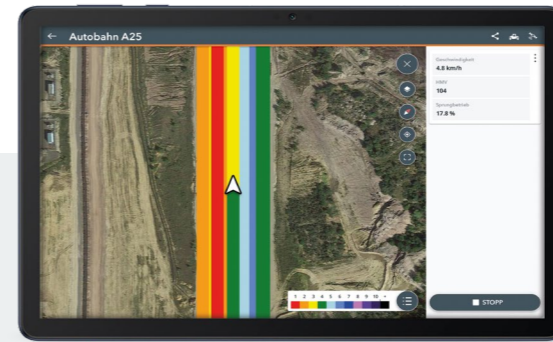 Autobahn A25
Geschwindigkeit
4.8 km/h
HMV
104
Sprungbetrieb
17.8 %
1 2 3 4 5 6 7 8 9 10 +
STOPP